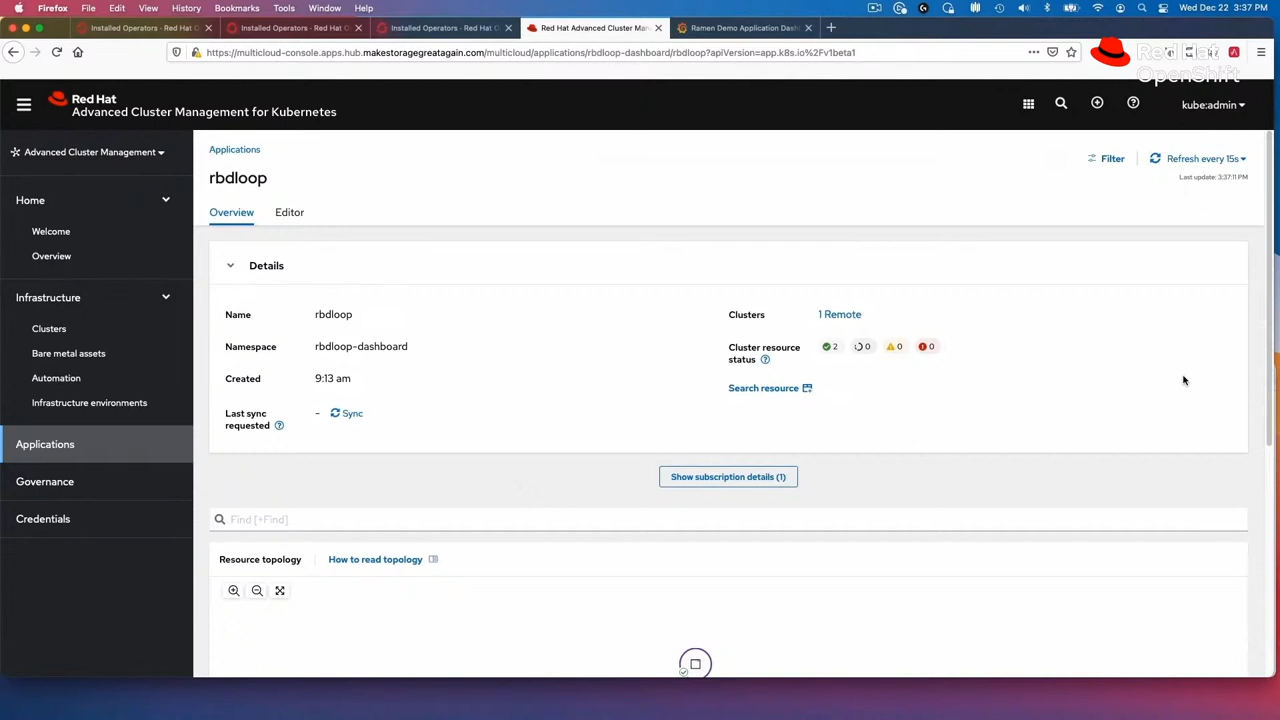 Firefox File Edit View History Bookmarks Tools Window Help
Wed Dec 22 3:37 PM
Installed Operators - Red Hat O
Installed Operators · Red Hat O
Installed Operators · Red Hat O
Red Hat Advanced Cluster Man
Ramen Demo Application Dash
https://multicloud-console.apps.hub.makestoragegreatagain.com/multicloud/applications/rbdloop-dashboard/rbdloop?apiVersion=app.k8s.io%2Fv1beta1
Red Hat
OpenShift
Red Hat
Advanced Cluster Management for Kubernetes
kube:admin
Advanced Cluster Management
Home
Welcome
Overview
Infrastructure
Clusters
Bare metal assets
Automation
Infrastructure environments
Applications
Governance
Credentials
Applications
rbdloop
Filter
Refresh every 15s
Last update: 3:37:11 PM
Overview Editor
Details
Name rbdloop
Namespace rbdloop-dashboard
Created 9:13 am
Last sync requested - Sync
Clusters 1 Remote
Cluster resource status 2 0 0 0
Search resource
Show subscription details (1)
Find [+Find]
Resource topology How to read topology